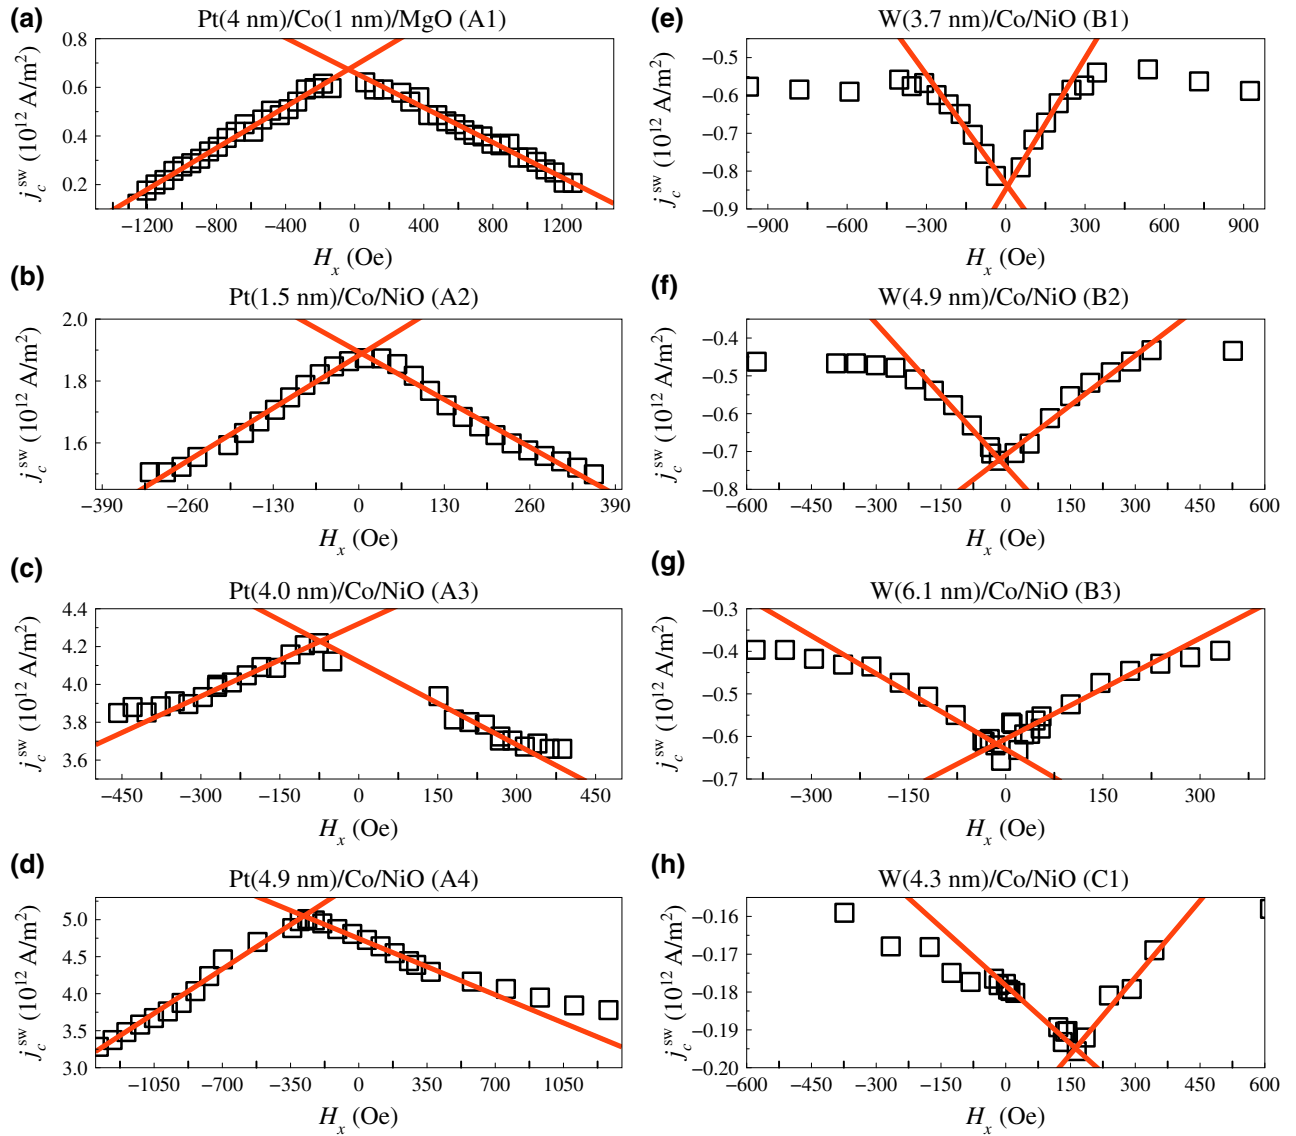 (a)
Pt(4 nm)/Co(1 nm)/MgO (A1)
0.8
0.6
0.4
0.2
j_c^sw (10^12 A/m^2)
−1200 −800 −400 0 400 800 1200
H_x (Oe)
(b)
Pt(1.5 nm)/Co/NiO (A2)
2.0
1.8
1.6
j_c^sw (10^12 A/m^2)
−390 −260 −130 0 130 260 390
H_x (Oe)
(c)
Pt(4.0 nm)/Co/NiO (A3)
4.4
4.2
4.0
3.8
3.6
j_c^sw (10^12 A/m^2)
−450 −300 −150 0 150 300 450
H_x (Oe)
(d)
Pt(4.9 nm)/Co/NiO (A4)
5.0
4.5
4.0
3.5
3.0
j_c^sw (10^12 A/m^2)
−1050 −700 −350 0 350 700 1050
H_x (Oe)
(e)
W(3.7 nm)/Co/NiO (B1)
−0.5
−0.6
−0.7
−0.8
−0.9
j_c^sw (10^12 A/m^2)
−900 −600 −300 0 300 600 900
H_x (Oe)
(f)
W(4.9 nm)/Co/NiO (B2)
−0.4
−0.5
−0.6
−0.7
−0.8
j_c^sw (10^12 A/m^2)
−600 −450 −300 −150 0 150 300 450 600
H_x (Oe)
(g)
W(6.1 nm)/Co/NiO (B3)
−0.3
−0.4
−0.5
−0.6
−0.7
j_c^sw (10^12 A/m^2)
−300 −150 0 150 300
H_x (Oe)
(h)
W(4.3 nm)/Co/NiO (C1)
−0.16
−0.17
−0.18
−0.19
−0.20
j_c^sw (10^12 A/m^2)
−600 −450 −300 −150 0 150 300 450 600
H_x (Oe)